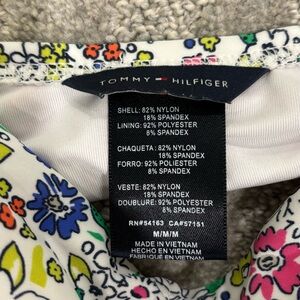 TOMMY HILFIGER
SHELL: 82% NYLON
18% SPANDEX
LINING: 92% POLYESTER
8% SPANDEX
CHAQUETA: 82% NYLON
18% SPANDEX
FORRO: 92% POLYESTER
8% SPANDEX
VESTE: 82% NYLON
18% SPANDEX
DOUBLURE: 92% POLYESTER
8% SPANDEX
RN#54163 CA#57151
M/M/M
MADE IN VIETNAM
HECHO EN VIETNAM
FABRIQUÉ EN VIETNAM